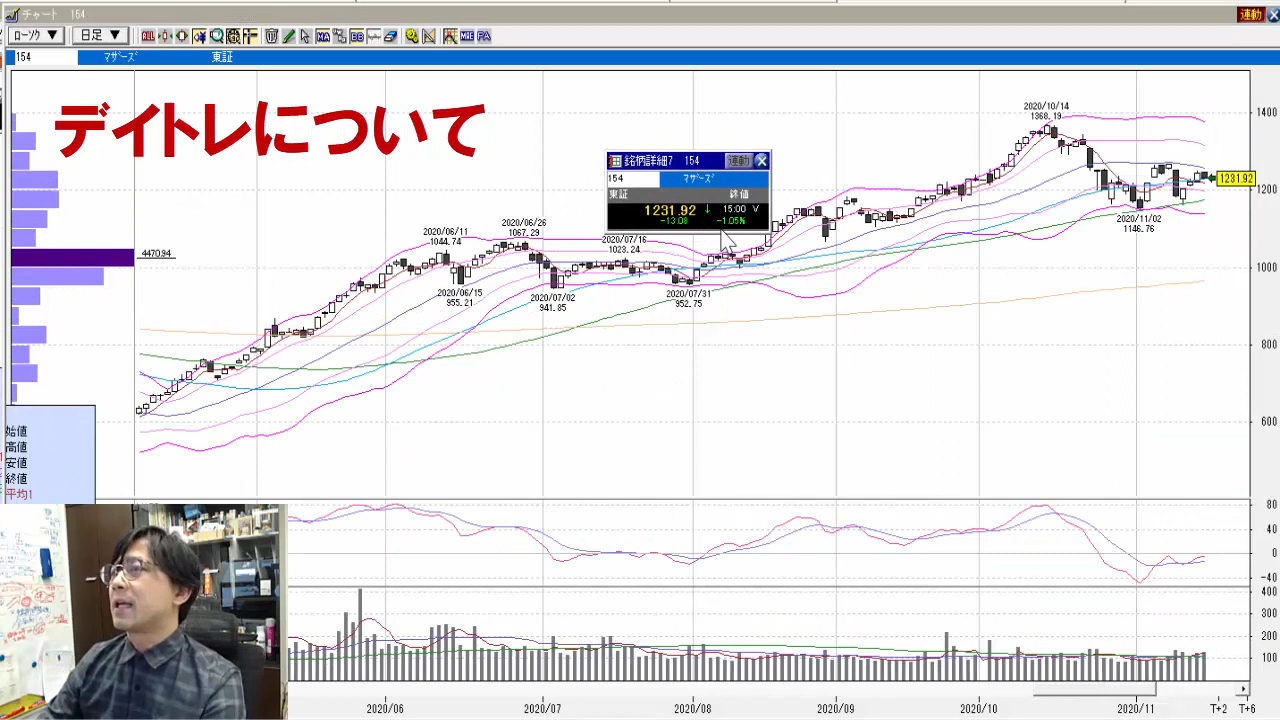 チャート 154 連動
ﾛｰｿｸ ▼ 日足 ▼
154 ﾏｻﾞｰｽﾞ 東証
デイトレについて
銘柄詳細7 154 連動
154 ﾏｻﾞｰｽﾞ
東証 終値
1231.92 ↓ 15:00 V
-13.08 -1.05%
2020/10/14
1368.19
1400
1231.92
1200
1000
800
600
2020/11/02
1146.76
2020/06/26
1067.29
2020/06/11
1044.74
2020/07/16
1023.24
4470.94
2020/06/15
955.21
2020/07/02
941.85
2020/07/31
952.75
始値
高値
安値
終値
平均1
80
40
0
-40
400
300
200
100
2020/06 2020/07 2020/08 2020/09 2020/10 2020/11 T+2 T+6